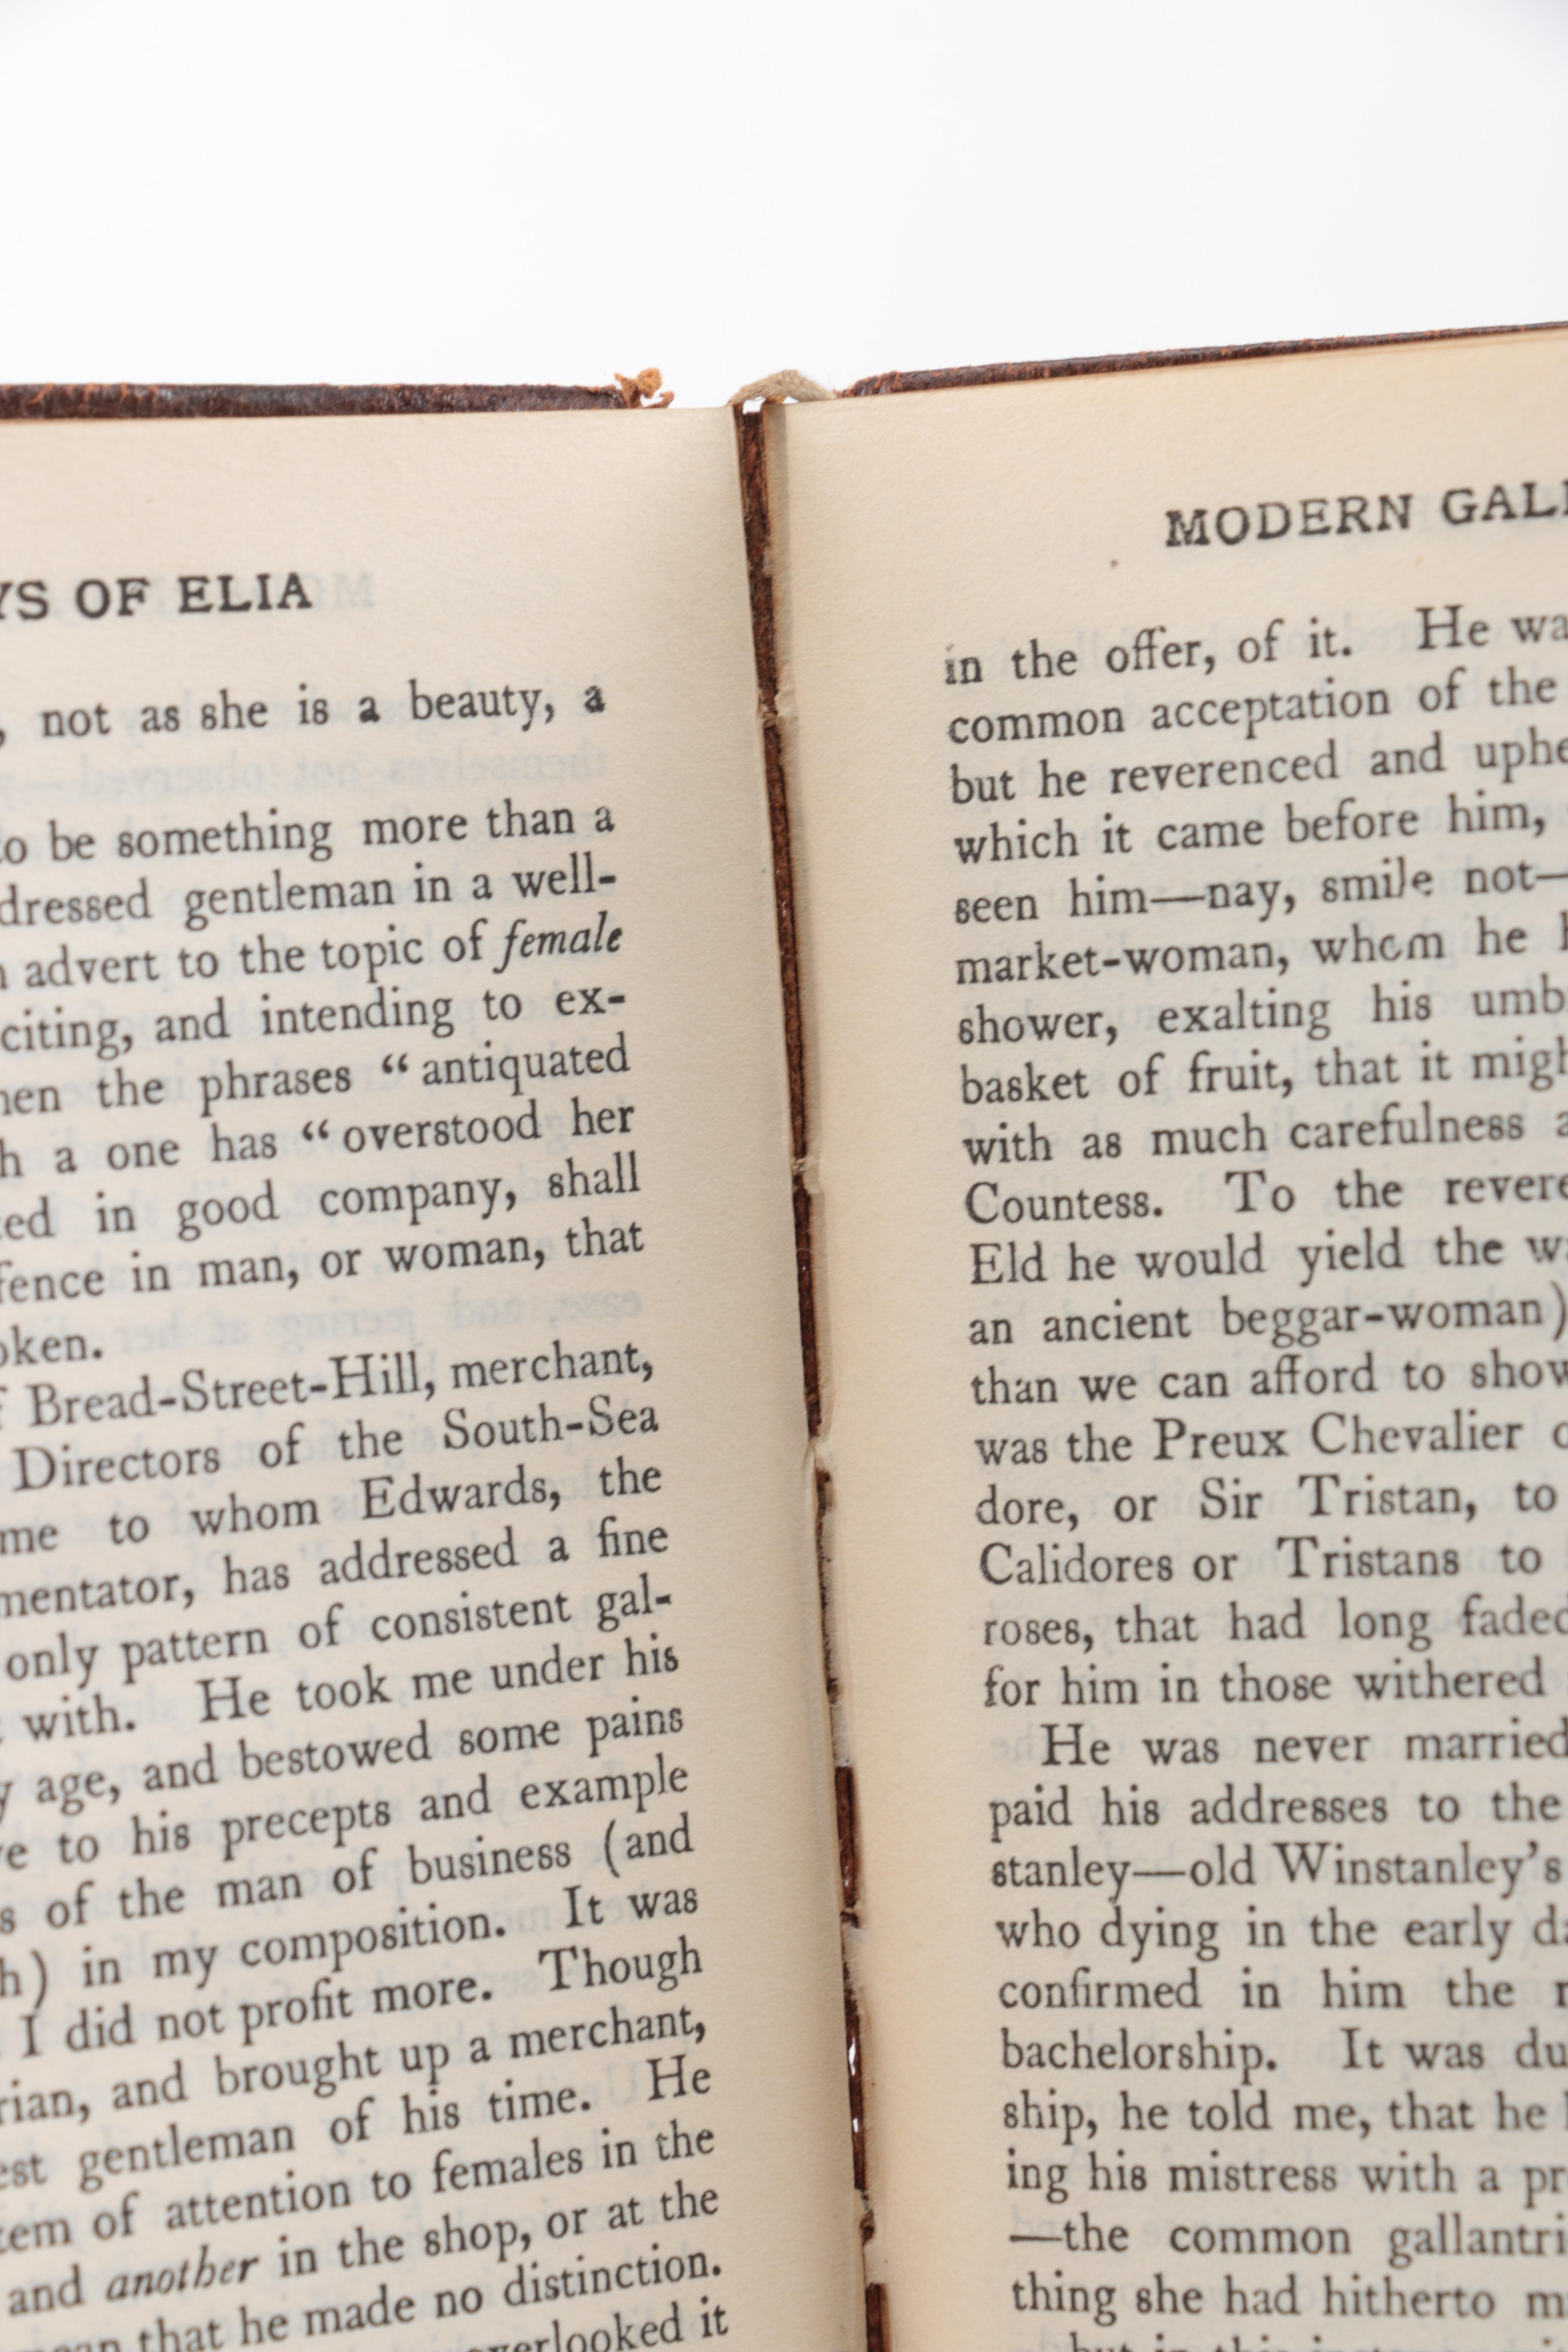 YS OF ELIA
, not as she is a beauty, a
to be something more than a
dressed gentleman in a well-
advert to the topic of female
citing, and intending to ex-
the phrases “antiquated
h a one has “overstood her
ed in good company, shall
fence in man, or woman, that
oken.
Bread-Street-Hill, merchant,
Directors of the South-Sea
me to whom Edwards, the
mentator, has addressed a fine
only pattern of consistent gal-
with. He took me under his
y age, and bestowed some pains
e to his precepts and example
s of the man of business (and
h) in my composition. It was
I did not profit more. Though
rian, and brought up a merchant,
est gentleman of his time. He
tem of attention to females in the
and another in the shop, or at the
that he made no distinction.
overlooked it
MODERN GAL
in the offer, of it. He wa
common acceptation of the
but he reverenced and uphe
which it came before him,
seen him—nay, smile not—
market-woman, whom he h
shower, exalting his umb
basket of fruit, that it migh
with as much carefulness a
Countess. To the revere
Eld he would yield the w
an ancient beggar-woman)
than we can afford to show
was the Preux Chevalier o
dore, or Sir Tristan, to
Calidores or Tristans to
roses, that had long faded
for him in those withered
He was never married
paid his addresses to the
stanley—old Winstanley’s
who dying in the early da
confirmed in him the r
bachelorship. It was du
ship, he told me, that he
ing his mistress with a pr
—the common gallantri
thing she had hitherto m
but in this